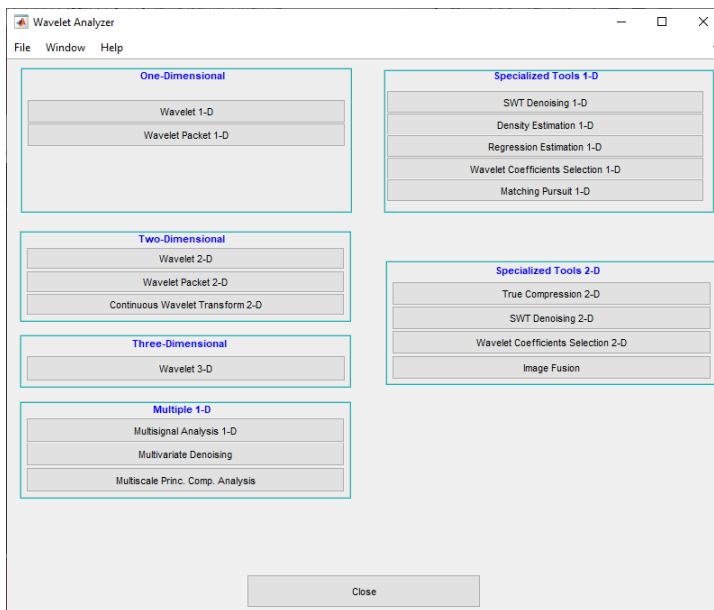 Wavelet Analyzer
File Window Help
One-Dimensional
Wavelet 1-D
Wavelet Packet 1-D
Two-Dimensional
Wavelet 2-D
Wavelet Packet 2-D
Continuous Wavelet Transform 2-D
Three-Dimensional
Wavelet 3-D
Multiple 1-D
Multisignal Analysis 1-D
Multivariate Denoising
Multiscale Princ. Comp. Analysis
Specialized Tools 1-D
SWT Denoising 1-D
Density Estimation 1-D
Regression Estimation 1-D
Wavelet Coefficients Selection 1-D
Matching Pursuit 1-D
Specialized Tools 2-D
True Compression 2-D
SWT Denoising 2-D
Wavelet Coefficients Selection 2-D
Image Fusion
Close